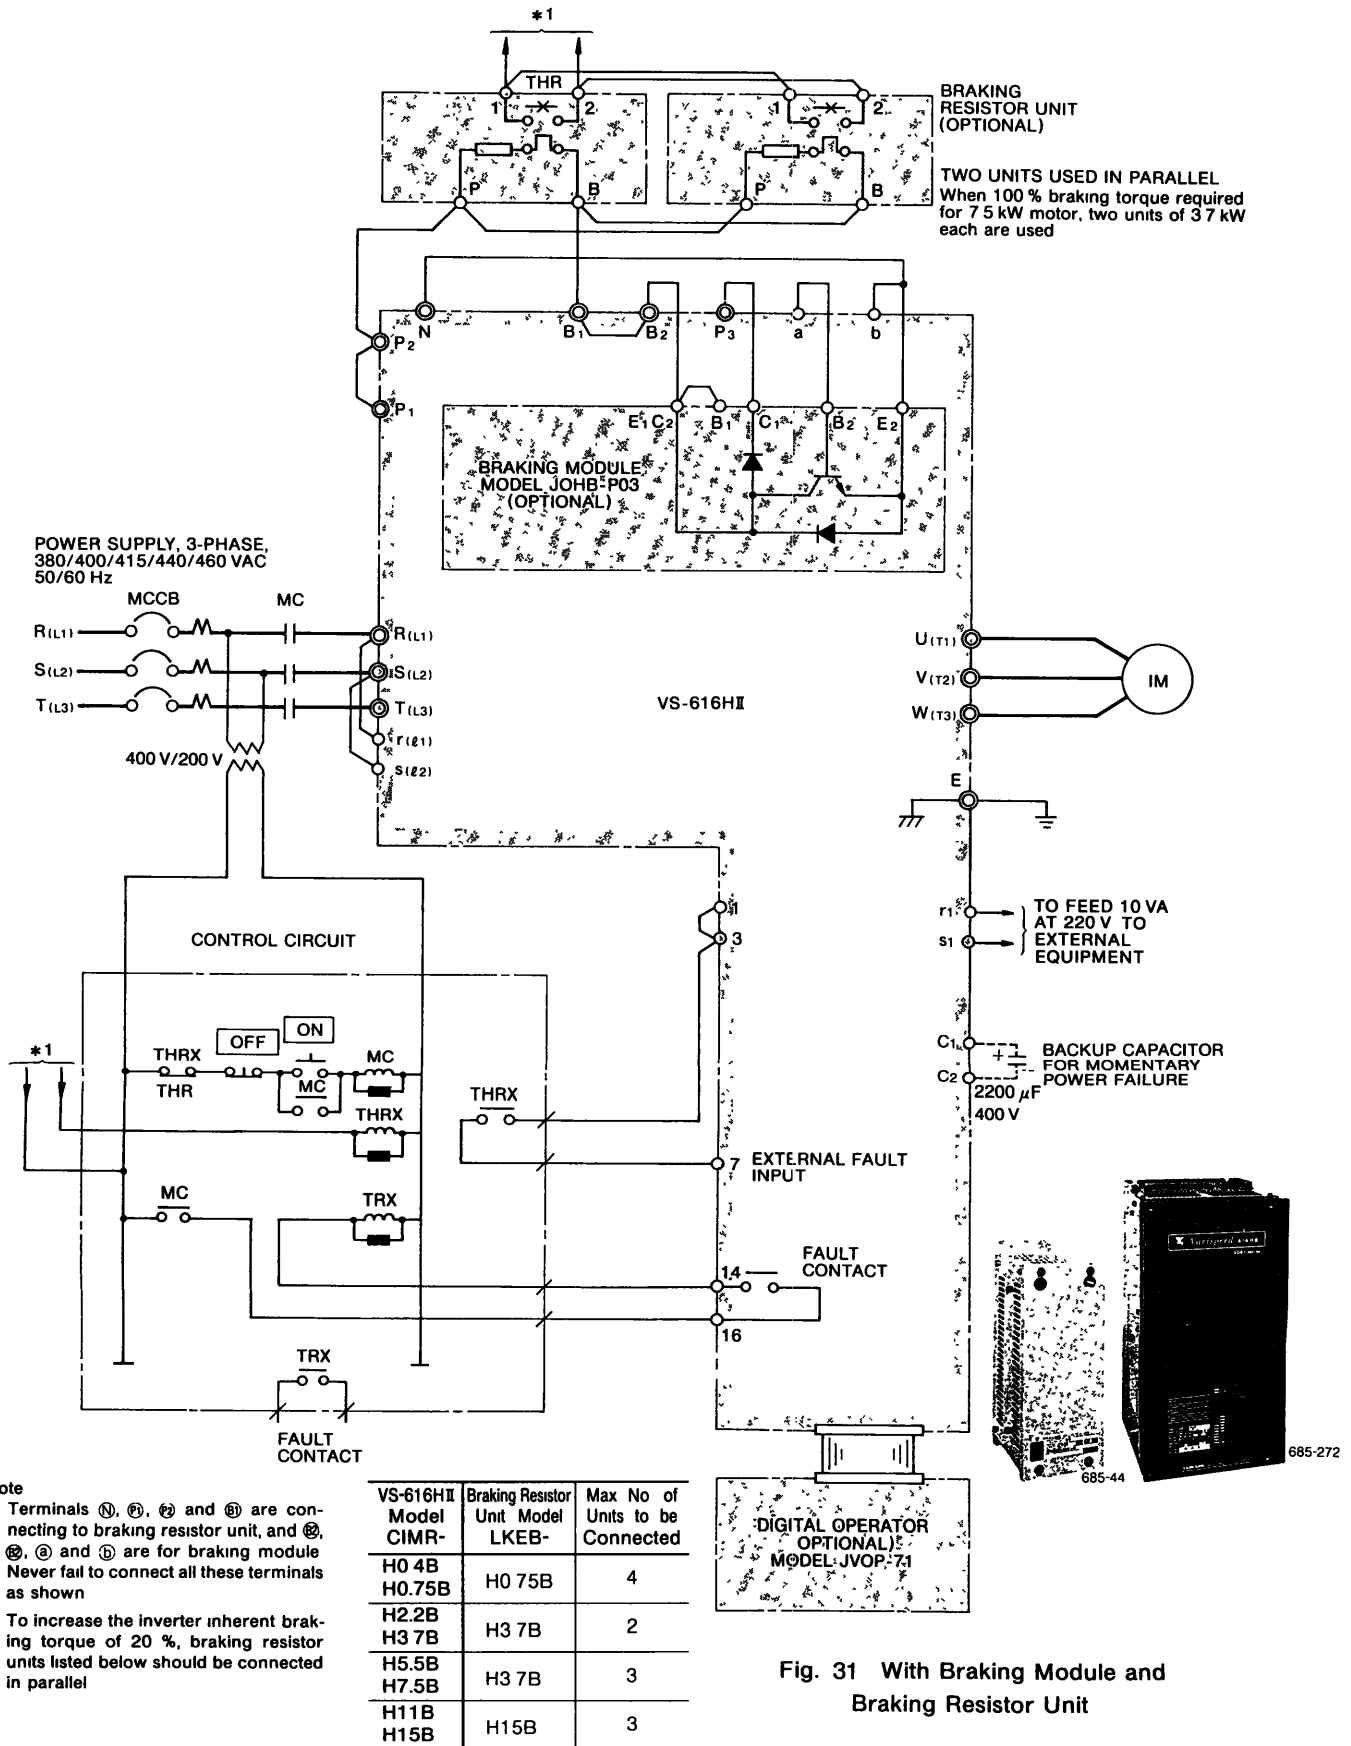 *1
THR
1
2
1
2
BRAKING
RESISTOR UNIT
(OPTIONAL)
P
B
P
B
TWO UNITS USED IN PARALLEL
When 100 % braking torque required
for 7 5 kW motor, two units of 3 7 kW
each are used
N
B1
B2
P3
a
b
P2
P1
E1 C2
B1
C1
B2
E2
BRAKING MODULE
MODEL JOHB-P03
(OPTIONAL)
POWER SUPPLY, 3-PHASE,
380/400/415/440/460 VAC
50/60 Hz
MCCB
MC
R(L1)
R(L1)
S(L2)
S(L2)
T(L3)
T(L3)
r(ℓ1)
s(ℓ2)
400 V/200 V
VS-616HII
U(T1)
V(T2)
W(T3)
IM
E
1
3
r1
s1
TO FEED 10 VA
AT 220 V TO
EXTERNAL
EQUIPMENT
CONTROL CIRCUIT
*1
THRX
THR
OFF
ON
MC
MC
THRX
THRX
C1
C2
+
-
BACKUP CAPACITOR
FOR MOMENTARY
POWER FAILURE
2200 µF
400 V
7 EXTERNAL FAULT
INPUT
MC
TRX
14
FAULT
CONTACT
16
TRX
FAULT
CONTACT
685-44
685-272
ote
Terminals Ⓝ, (P1), (P2) and (B1) are con-
necting to braking resistor unit, and (B2),
(B2), ⓐ and ⓑ are for braking module
Never fail to connect all these terminals
as shown
To increase the inverter inherent brak-
ing torque of 20 %, braking resistor
units listed below should be connected
in parallel
VS-616HII Model CIMR- Braking Resistor Unit Model LKEB- Max No of Units to be Connected
H0 4B
H0.75B H0 75B 4
H2.2B
H3 7B H3 7B 2
H5.5B
H7.5B H3 7B 3
H11B
H15B H15B 3
DIGITAL OPERATOR
OPTIONAL)
MODEL JVOP-71
Fig. 31 With Braking Module and
Braking Resistor Unit